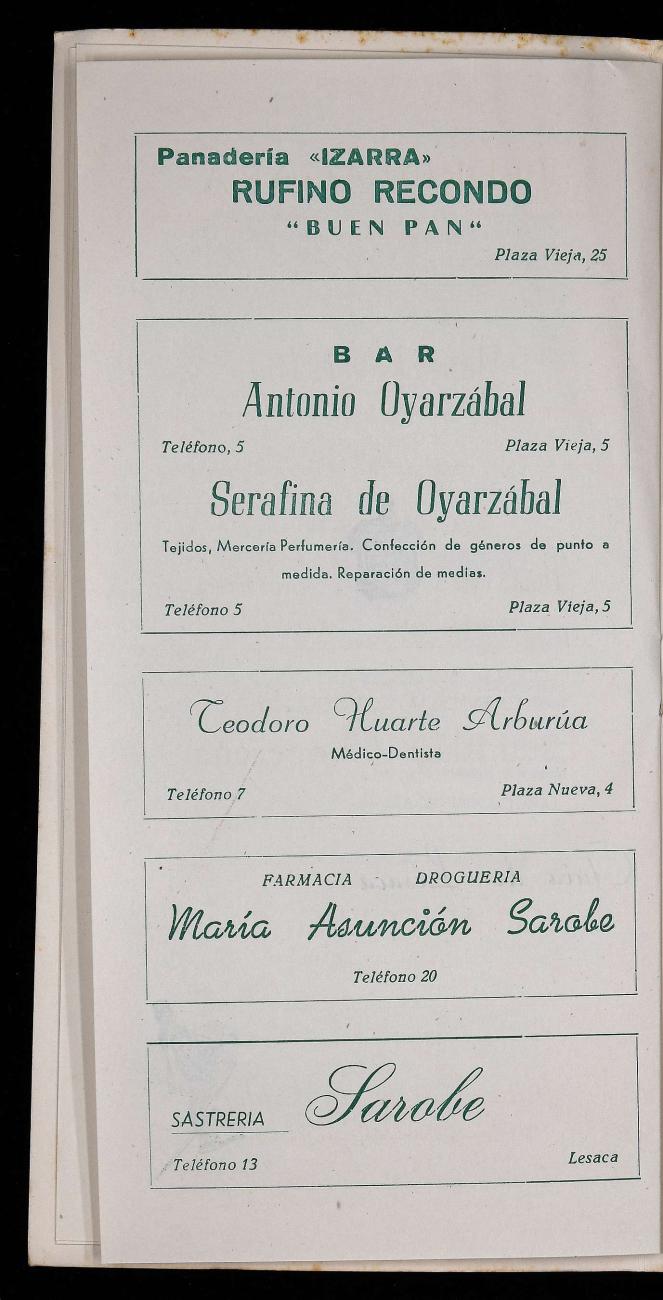 Panadería «IZARRA»
RUFINO RECONDO
“BUEN PAN“
Plaza Vieja, 25
BAR
Antonio Oyarzábal
Teléfono, 5 Plaza Vieja, 5
Serafina de Oyarzábal
Tejidos, Mercería Perfumería. Confección de géneros de punto a
medida. Reparación de medias.
Teléfono 5 Plaza Vieja, 5
Teodoro Huarte Arburúa
Médico-Dentista
Teléfono 7 Plaza Nueva, 4
FARMACIA DROGUERIA
María Asunción Sarobe
Teléfono 20
SASTRERIA Sarobe
Teléfono 13 Lesaca